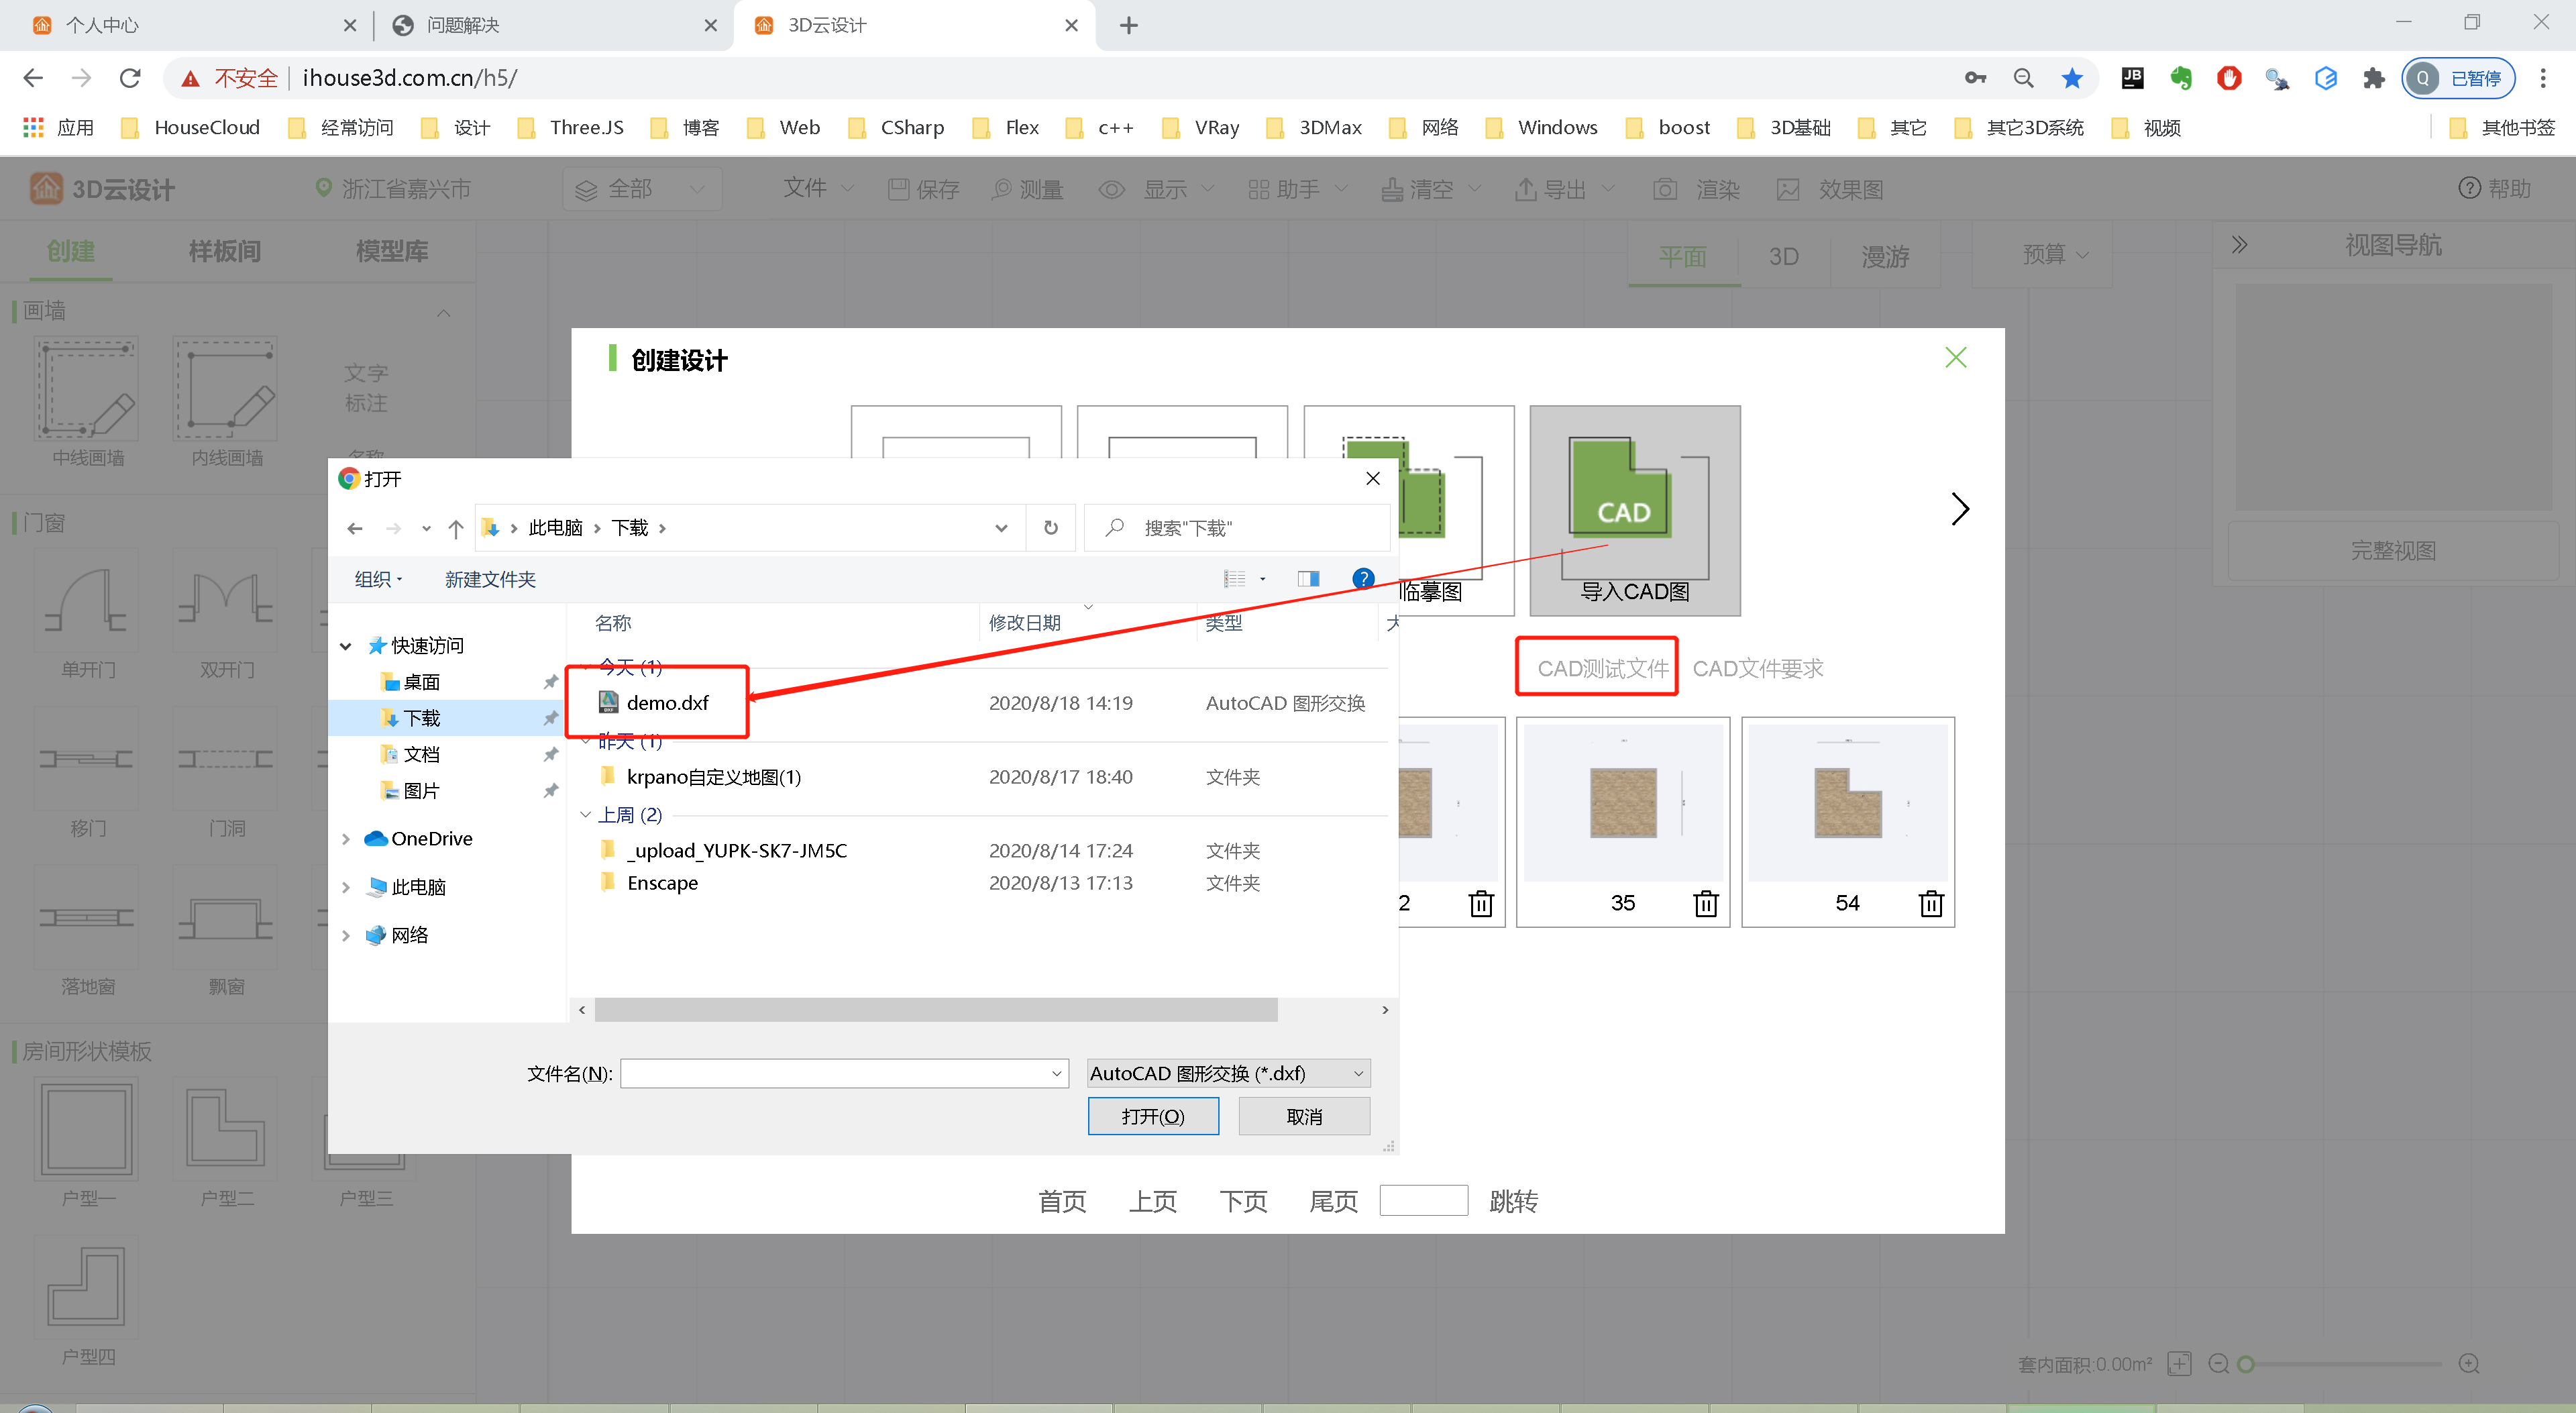 个人中心
问题解决
3D云设计
不安全 ihouse3d.com.cn/h5/
JB
Q 已暂停
应用 HouseCloud 经常访问 设计 Three.JS 博客 Web CSharp Flex c++ VRay 3DMax 网络 Windows boost 3D基础 其它 其它3D系统 视频 其他书签
3D云设计 浙江省嘉兴市 全部 文件 保存 测量 显示 助手 清空 导出 渲染 效果图 帮助
创建 样板间 模型库
平面 3D 漫游 预算
视图导航
完整视图
画墙
文字
标注
中线画墙 内线画墙 名称
门窗
单开门 双开门
移门 门洞
落地窗 飘窗
房间形状模板
户型一 户型二 户型三
户型四
创建设计
CAD
临摹图 导入CAD图
CAD测试文件 CAD文件要求
2 35 54
首页 上页 下页 尾页 跳转
打开
此电脑 下载
搜索"下载"
组织 新建文件夹
名称 修改日期 类型 大
快速访问
桌面
下载
文档
图片
OneDrive
此电脑
网络
今天 (1)
demo.dxf 2020/8/18 14:19 AutoCAD 图形交换
昨天 (1)
krpano自定义地图(1) 2020/8/17 18:40 文件夹
上周 (2)
_upload_YUPK-SK7-JM5C 2020/8/14 17:24 文件夹
Enscape 2020/8/13 17:13 文件夹
文件名(N): AutoCAD 图形交换 (*.dxf)
打开(O) 取消
套内面积:0.00m²